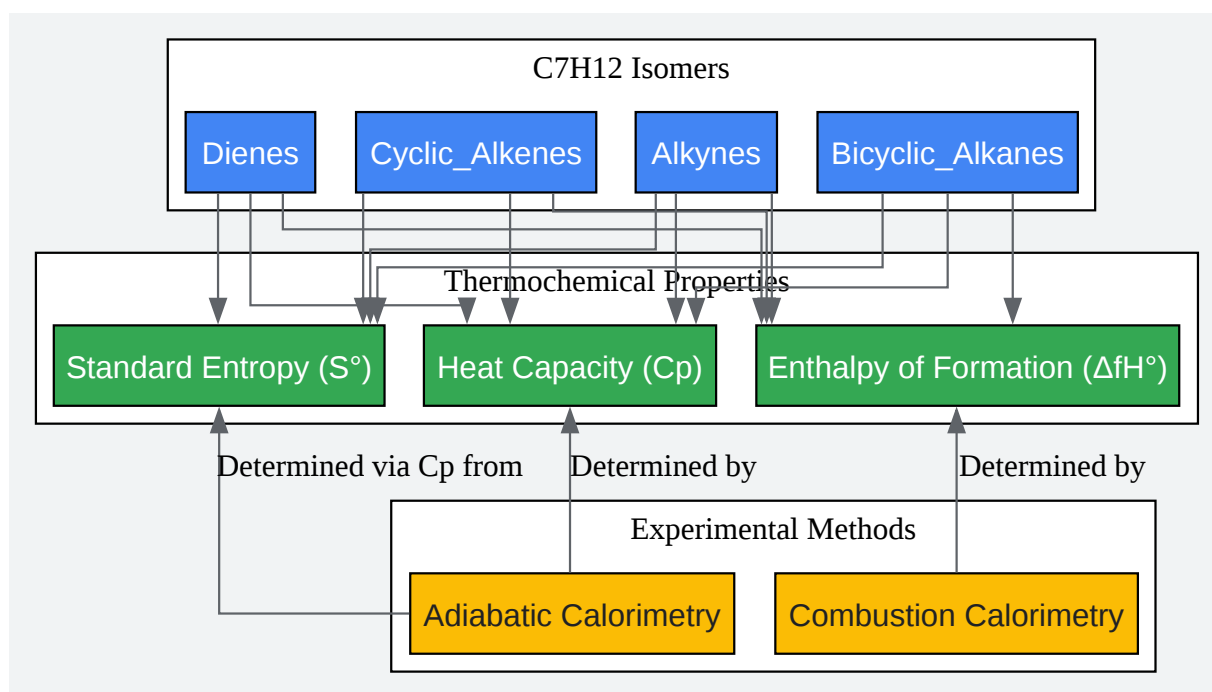 C7H12 Isomers
Dienes
Cyclic_Alkenes
Alkynes
Bicyclic_Alkanes
Thermochemical Properties
Standard Entropy (S°)
Heat Capacity (Cp)
Enthalpy of Formation (ΔfH°)
Determined via Cp from
Determined by
Determined by
Experimental Methods
Adiabatic Calorimetry
Combustion Calorimetry